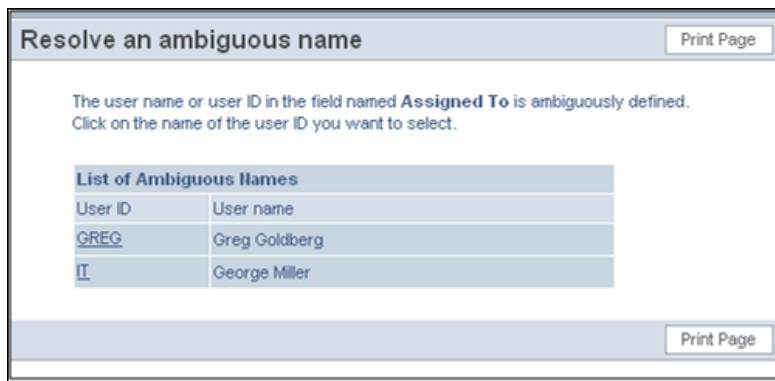 Resolve an ambiguous name
Print Page
The user name or user ID in the field named Assigned To is ambiguously defined.
Click on the name of the user ID you want to select.
List of Ambiguous Names
User ID User name
GREG Greg Goldberg
IT George Miller
Print Page